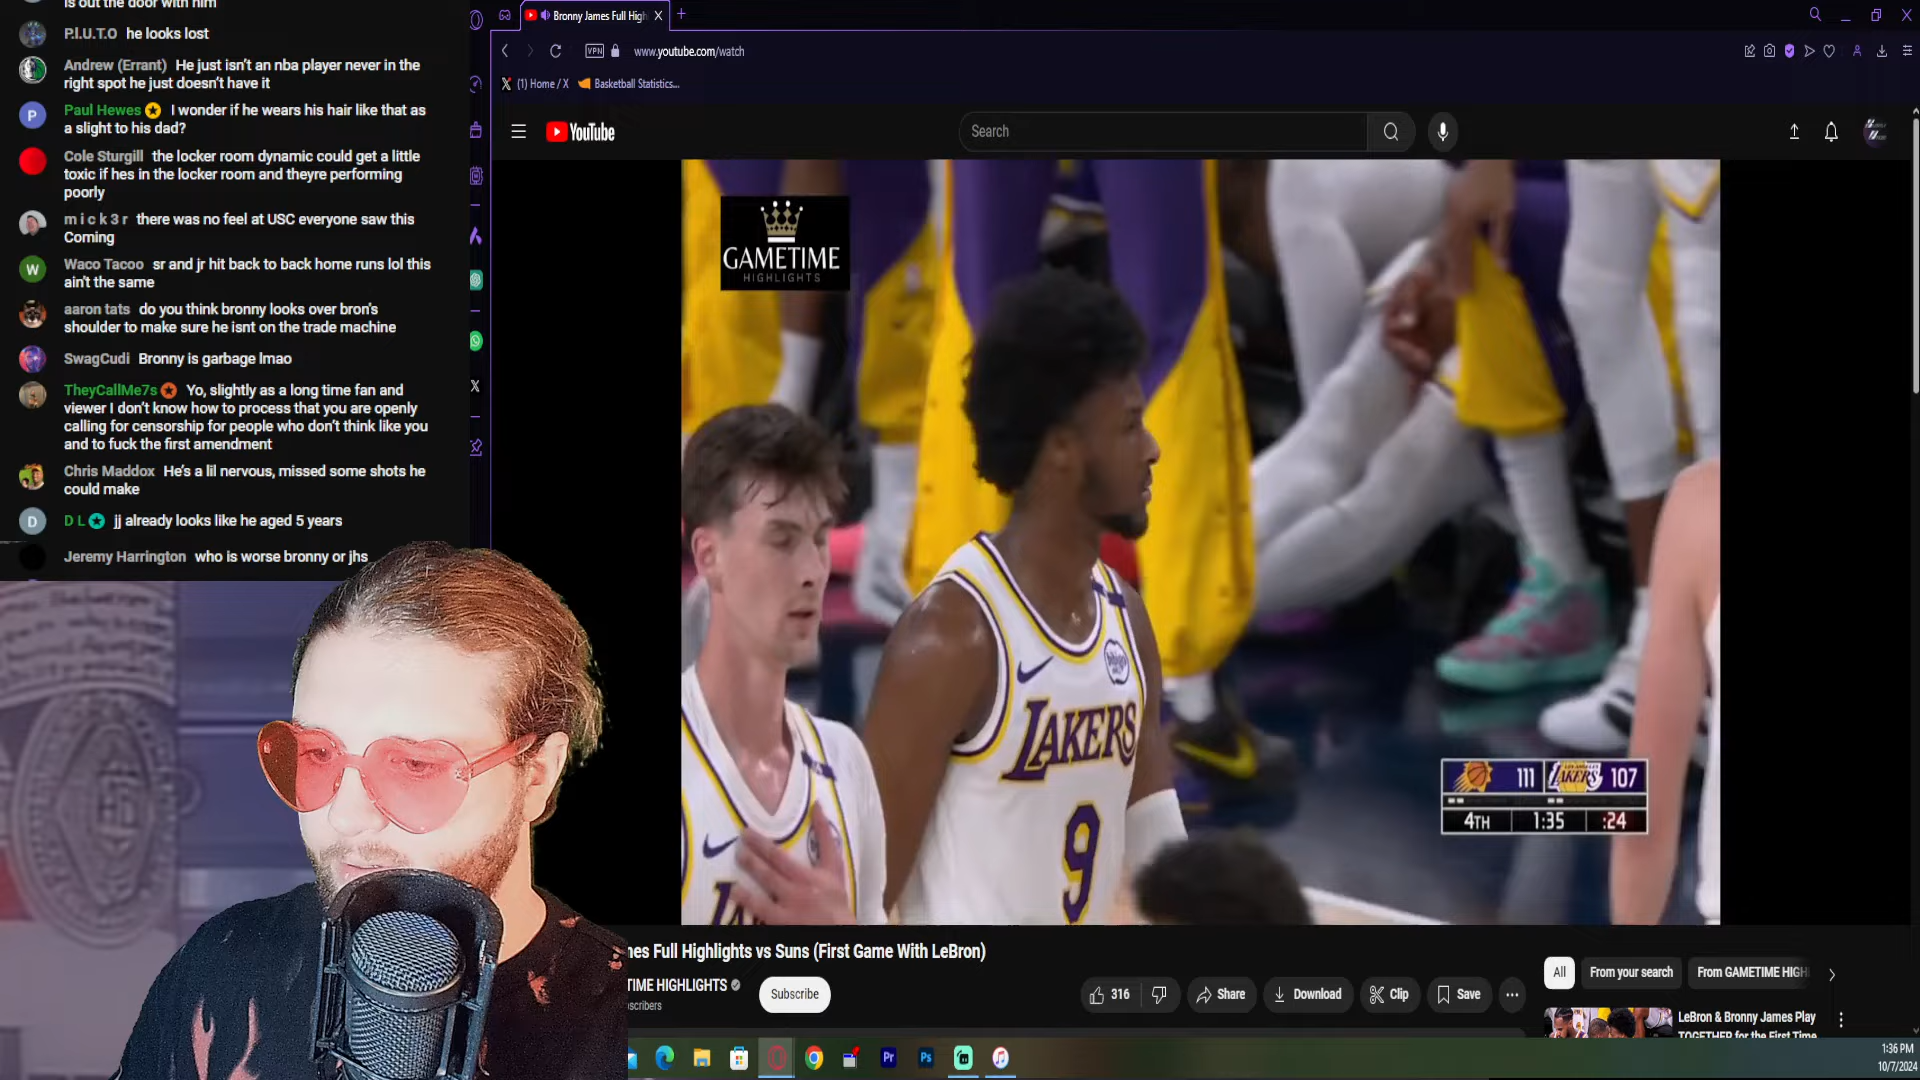 is out the door with him
P.l.U.T.O he looks lost
Andrew (Errant) He just isn't an nba player never in the
right spot he just doesn't have it
Paul Hewes I wonder if he wears his hair like that as
a slight to his dad?
Cole Sturgill the locker room dynamic could get a little
toxic if hes in the locker room and theyre performing
poorly
m i c k 3 r there was no feel at USC everyone saw this
Coming
W
Waco Tacoo sr and jr hit back to back home runs lol this
ain't the same
aaron tats do you think bronny looks over bron's
shoulder to make sure he isnt on the trade machine
SwagCudi Bronny is garbage lmao
TheyCallMe7s Yo, slightly as a long time fan and
viewer I don't know how to process that you are openly
calling for censorship for people who don't think like you
and to fuck the first amendment
Chris Maddox He's a lil nervous, missed some shots he
could make
D
D L jj already looks like he aged 5 years
Jeremy Harrington who is worse bronny or jhs
P
Bronny James Full High
VPN
www.youtube.com/watch
(1) Home / X
Basketball Statistics...
YouTube
Search
GAMETIME
HIGHLIGHTS
LAKERS
9
bibigo
111 LAKERS 107
4TH 1:35 :24
nes Full Highlights vs Suns (First Game With LeBron)
TIME HIGHLIGHTS
scribers
Subscribe
316
Share
Download
Clip
Save
All
From your search
From GAMETIME HIGH
LeBron & Bronny James Play
TOGETHER for the First Time
Pr
Ps
1:36 PM
10/7/2024